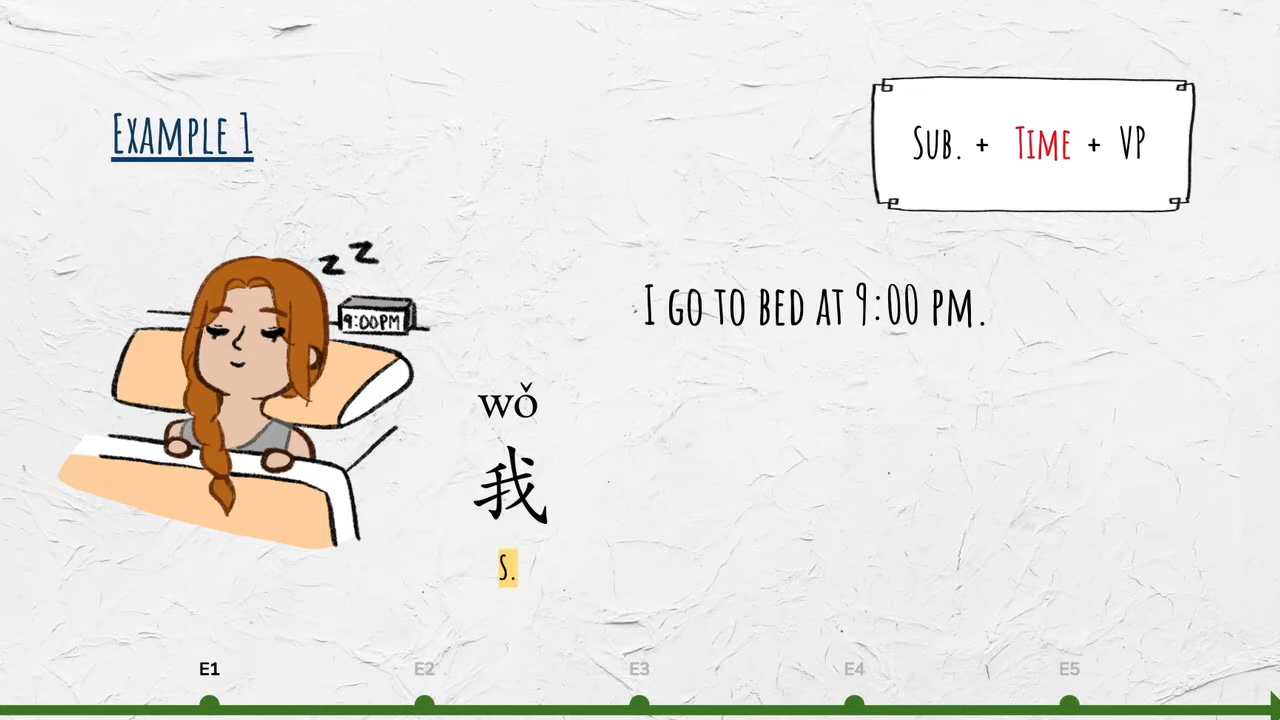 Example 1
Sub. + Time + VP
z z
9:00PM
I go to bed at 9:00 pm.
wǒ
我
s.
E1 E2 E3 E4 E5